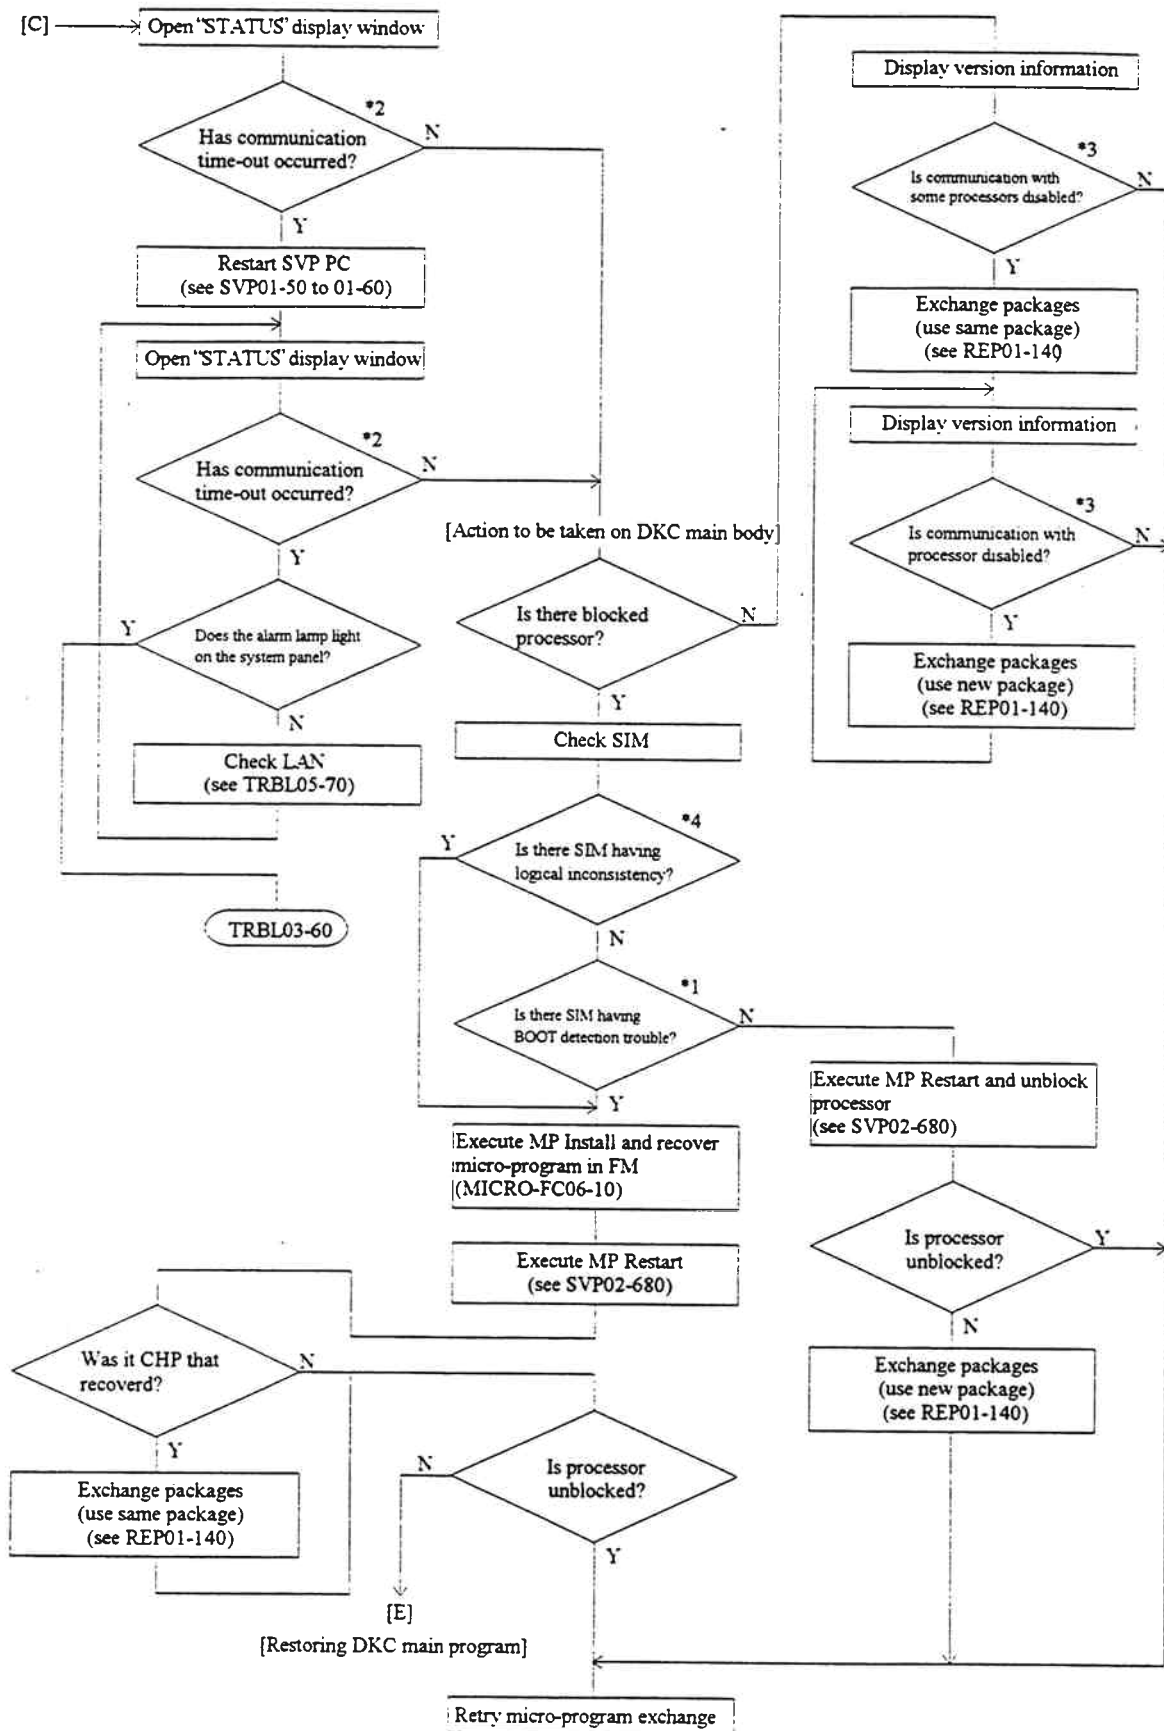 [C]
Open "STATUS' display window
*2
Has communication
time-out occurred?
N
Y
Restart SVP PC
(see SVP01-50 to 01-60)
Open "STATUS' display window
*2
Has communication
time-out occurred?
N
Y
Y
Does the alarm lamp light
on the system panel?
N
Check LAN
(see TRBL05-70)
TRBL03-60
[Action to be taken on DKC main body]
Is there blocked
processor?
N
Y
Check SIM
*4
Y
Is there SIM having
logical inconsistency?
N
*1
Is there SIM having
BOOT detection trouble?
N
Y
Execute MP Install and recover
micro-program in FM
(MICRO-FC06-10)
Execute MP Restart
(see SVP02-680)
Was it CHP that
recoverd?
N
Y
Exchange packages
(use same package)
(see REP01-140)
N
Is processor
unblocked?
Y
[E]
[Restoring DKC main program]
Display version information
*3
Is communication with
some processors disabled?
N
Y
Exchange packages
(use same package)
(see REP01-140)
Display version information
*3
Is communication with
processor disabled?
N
Y
Exchange packages
(use new package)
(see REP01-140)
Execute MP Restart and unblock
processor
(see SVP02-680)
Is processor
unblocked?
Y
N
Exchange packages
(use new package)
(see REP01-140)
Retry micro-program exchange